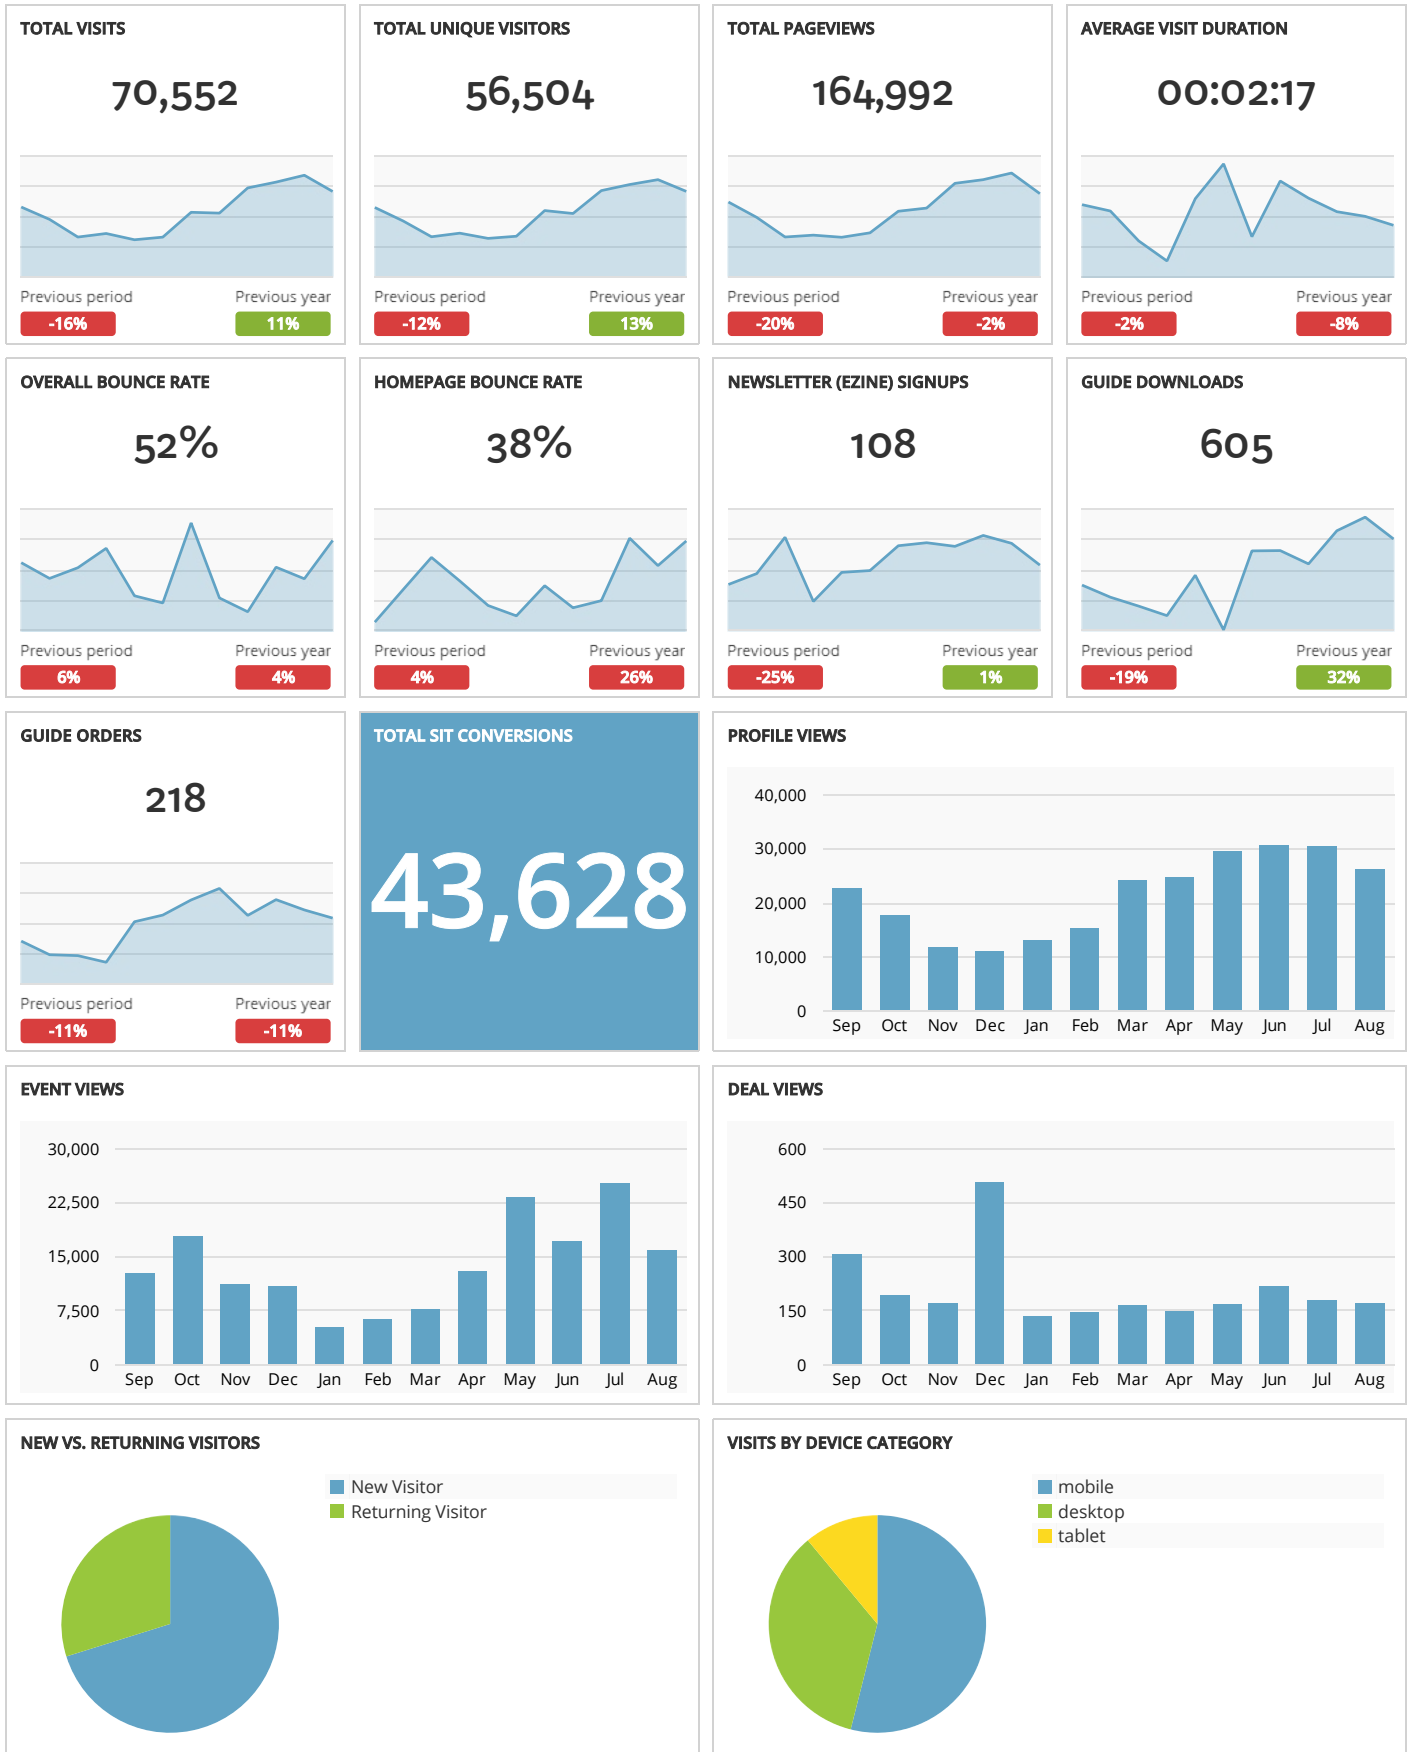 TOTAL VISITS
70,552
Previous period Previous year
-16% 11%
TOTAL UNIQUE VISITORS
56,504
Previous period Previous year
-12% 13%
TOTAL PAGEVIEWS
164,992
Previous period Previous year
-20% -2%
AVERAGE VISIT DURATION
00:02:17
Previous period Previous year
-2% -8%
OVERALL BOUNCE RATE
52%
Previous period Previous year
6% 4%
HOMEPAGE BOUNCE RATE
38%
Previous period Previous year
4% 26%
NEWSLETTER (EZINE) SIGNUPS
108
Previous period Previous year
-25% 1%
GUIDE DOWNLOADS
605
Previous period Previous year
-19% 32%
GUIDE ORDERS
218
Previous period Previous year
-11% -11%
TOTAL SIT CONVERSIONS
43,628
PROFILE VIEWS
40,000
30,000
20,000
10,000
0
Sep Oct Nov Dec Jan Feb Mar Apr May Jun Jul Aug
EVENT VIEWS
30,000
22,500
15,000
7,500
0
Sep Oct Nov Dec Jan Feb Mar Apr May Jun Jul Aug
DEAL VIEWS
600
450
300
150
0
Sep Oct Nov Dec Jan Feb Mar Apr May Jun Jul Aug
NEW VS. RETURNING VISITORS
New Visitor
Returning Visitor
VISITS BY DEVICE CATEGORY
mobile
desktop
tablet